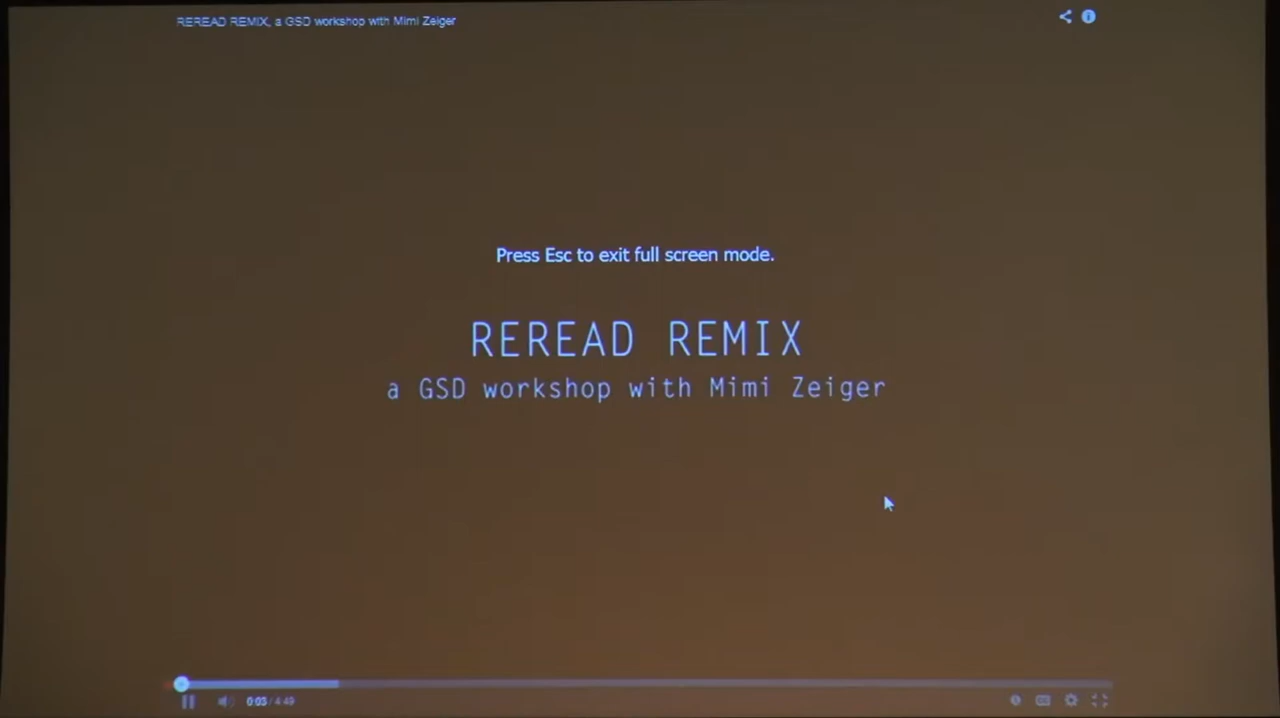 REREAD REMIX, a GSD workshop with Mimi Zeiger
Press Esc to exit full screen mode.
REREAD REMIX
a GSD workshop with Mimi Zeiger
0:03 / 4:49
CC